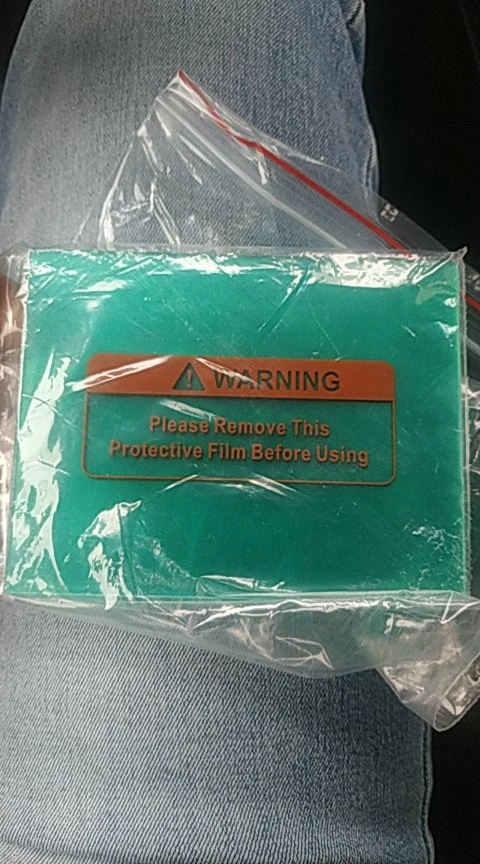 WARNING
Please Remove This
Protective Film Before Using